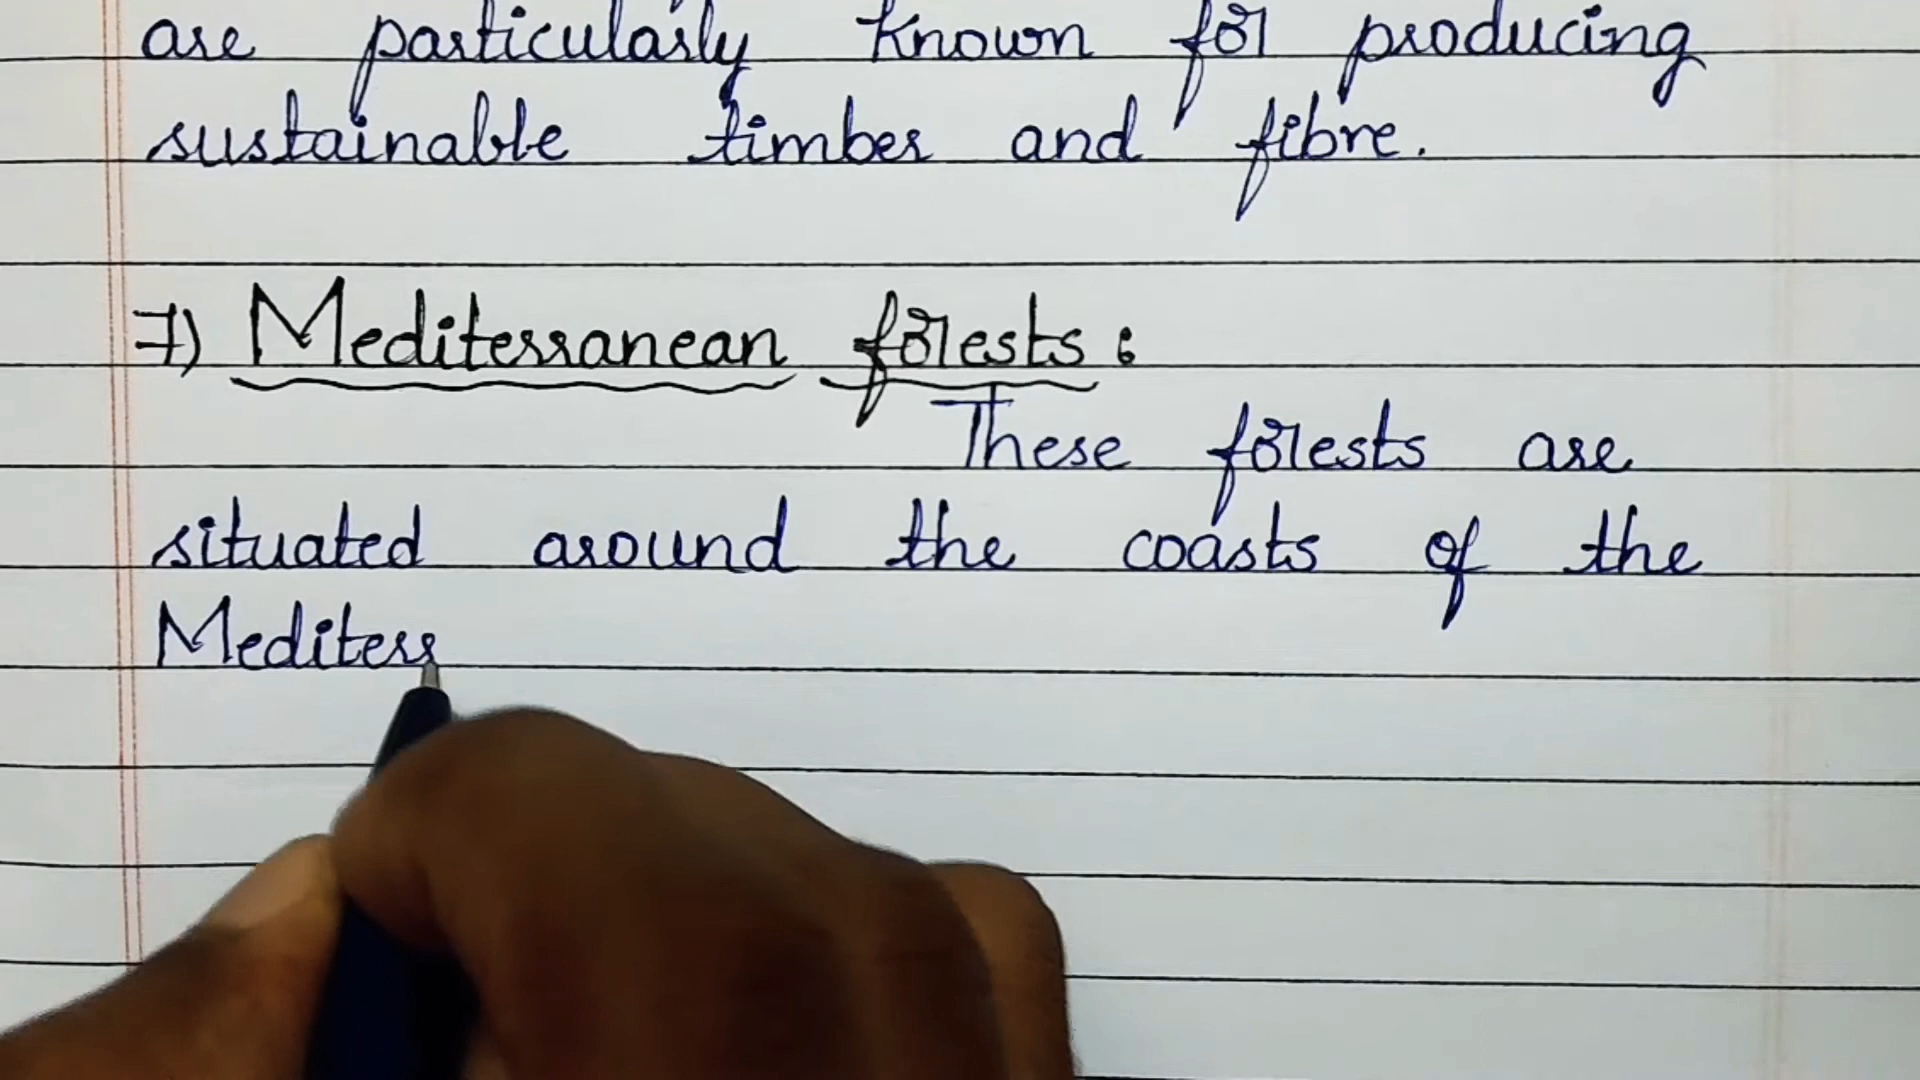 are particularly known for producing
sustainable timber and fibre.
7) Mediterranean forests :
These forests are
situated around the coasts of the
Mediterr